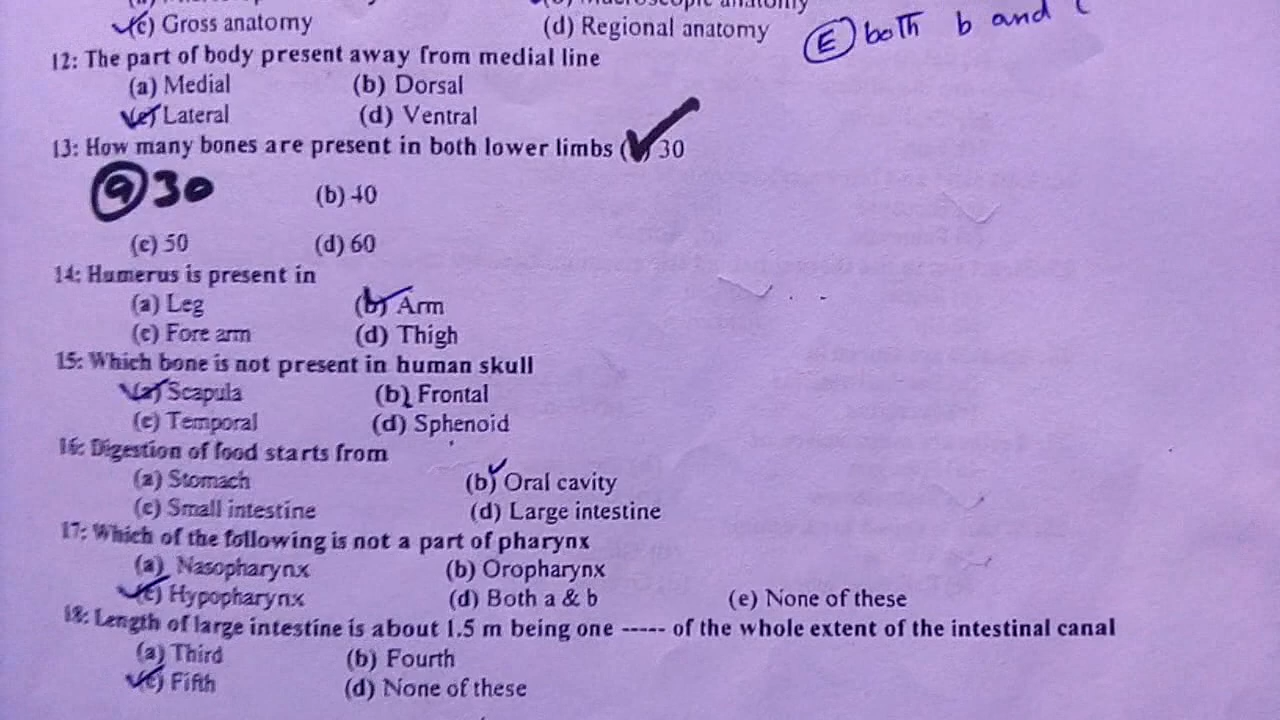 Macroscopic anatomy
(c) Gross anatomy (d) Regional anatomy (E) both b and
12: The part of body present away from medial line
(a) Medial (b) Dorsal
(c) Lateral (d) Ventral
13: How many bones are present in both lower limbs 30
(a) 30 (b) 40
(c) 50 (d) 60
14: Humerus is present in
(a) Leg (b) Arm
(c) Fore arm (d) Thigh
15: Which bone is not present in human skull
(a) Scapula (b) Frontal
(c) Temporal (d) Sphenoid
16: Digestion of food starts from
(a) Stomach (b) Oral cavity
(c) Small intestine (d) Large intestine
17: Which of the following is not a part of pharynx
(a) Nasopharynx (b) Oropharynx
(c) Hypopharynx (d) Both a & b (e) None of these
18: Length of large intestine is about 1.5 m being one ----- of the whole extent of the intestinal canal
(a) Third (b) Fourth
(c) Fifth (d) None of these